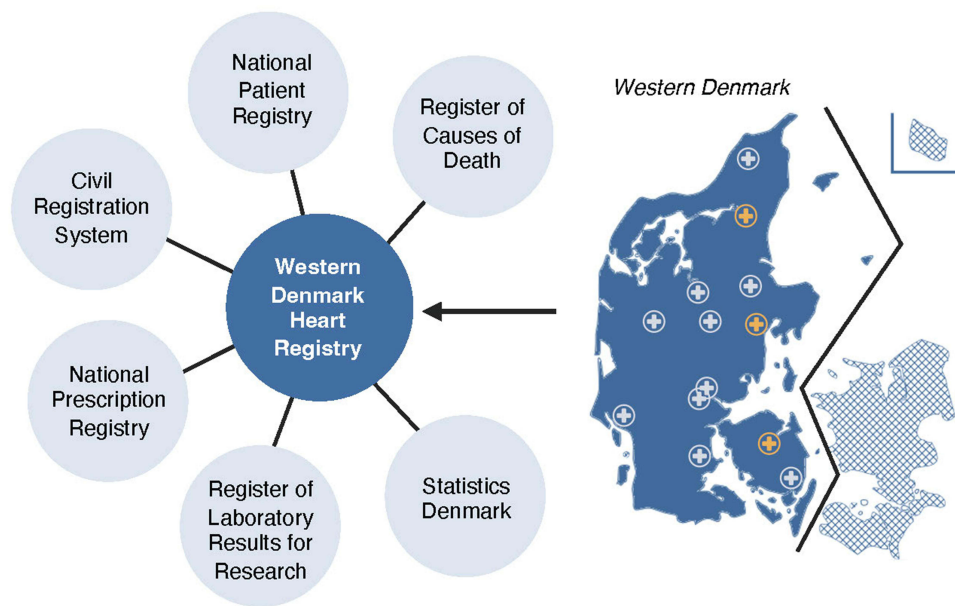 National
Patient
Registry
Register of
Causes of
Death
Civil
Registration
System
Western
Denmark
Heart
Registry
National
Prescription
Registry
Register of
Laboratory
Results for
Research
Statistics
Denmark
Western Denmark